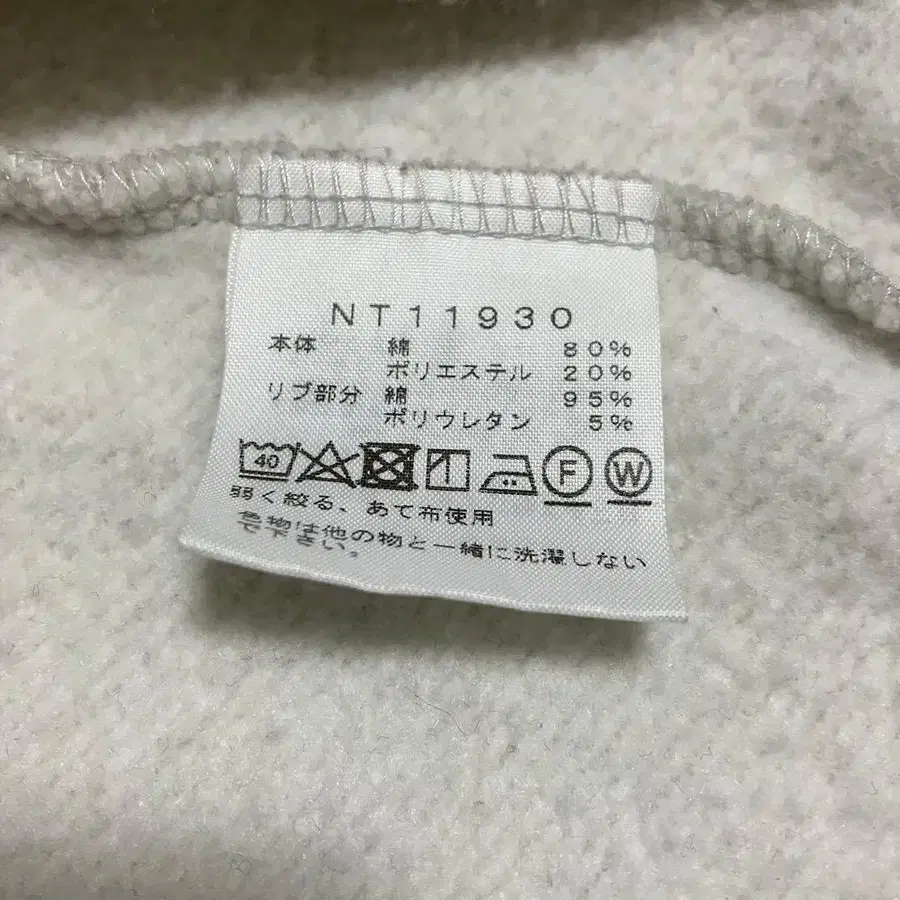 NT11930
本体 綿 80%
ポリエステル 20%
リブ部分 綿 95%
ポリウレタン 5%
40 F W
弱く絞る、あて布使用
色物は他の物と一緒に洗濯しない
で下さい。